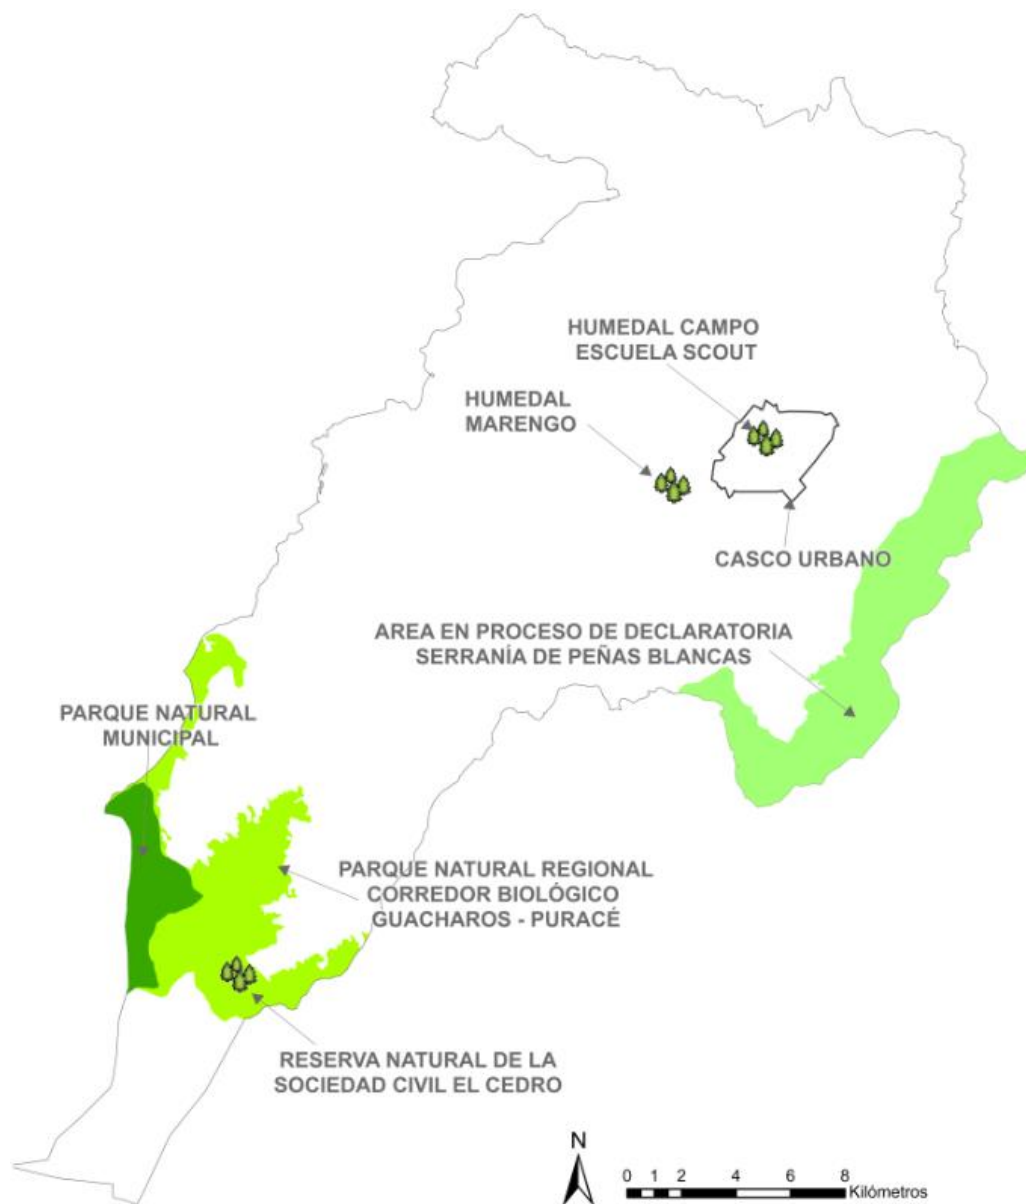 HUMEDAL CAMPO
ESCUELA SCOUT
HUMEDAL
MARENGO
CASCO URBANO
AREA EN PROCESO DE DECLARATORIA
SERRANÍA DE PEÑAS BLANCAS
PARQUE NATURAL
MUNICIPAL
PARQUE NATURAL REGIONAL
CORREDOR BIOLÓGICO
GUACHAROS - PURACÉ
RESERVA NATURAL DE LA
SOCIEDAD CIVIL EL CEDRO
N
0 1 2 4 6 8
Kilómetros